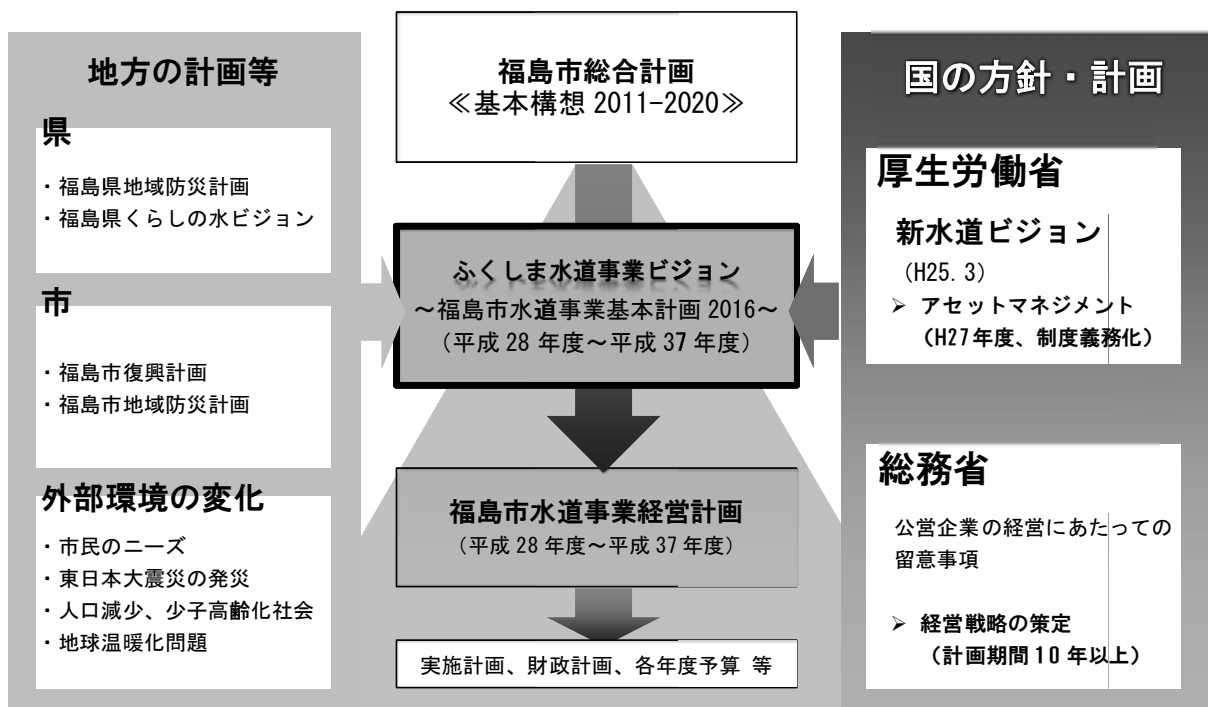 地方の計画等
県
・福島県地域防災計画
・福島県くらしの水ビジョン
市
・福島市復興計画
・福島市地域防災計画
外部環境の変化
・市民のニーズ
・東日本大震災の発災
・人口減少、少子高齢化社会
・地球温暖化問題
福島市総合計画
≪基本構想 2011-2020≫
ふくしま水道事業ビジョン
～福島市水道事業基本計画 2016～
（平成 28 年度～平成 37 年度）
福島市水道事業経営計画
（平成 28 年度～平成 37 年度）
実施計画、財政計画、各年度予算 等
国の方針・計画
厚生労働省
新水道ビジョン
（H25. 3）
➢ アセットマネジメント
（H27 年度、制度義務化）
総務省
公営企業の経営にあたっての
留意事項
➢ 経営戦略の策定
（計画期間 10 年以上）